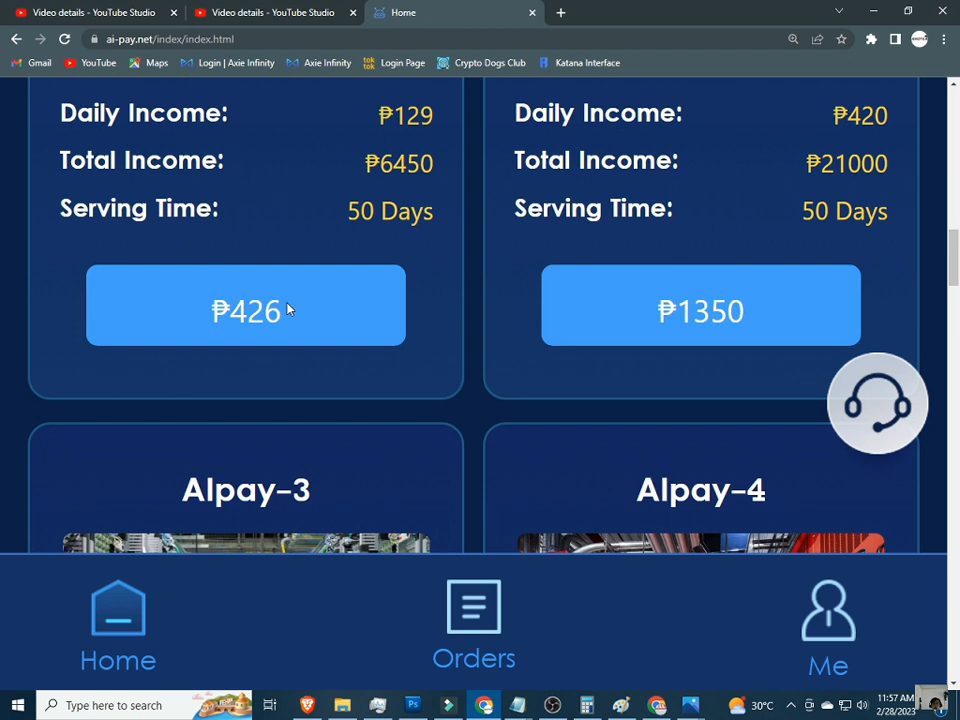 Video details - YouTube Studio
Video details - YouTube Studio
Home
ai-pay.net/index/index.html
Gmail
YouTube
Maps
Login | Axie Infinity
Axie Infinity
Login Page
Crypto Dogs Club
Katana Interface
Daily Income:
₱129
Total Income:
₱6450
Serving Time:
50 Days
₱426
Daily Income:
₱420
Total Income:
₱21000
Serving Time:
50 Days
₱1350
AIpay-3
AIpay-4
Home
Orders
Me
Type here to search
30°C
11:57 AM
2/28/2023